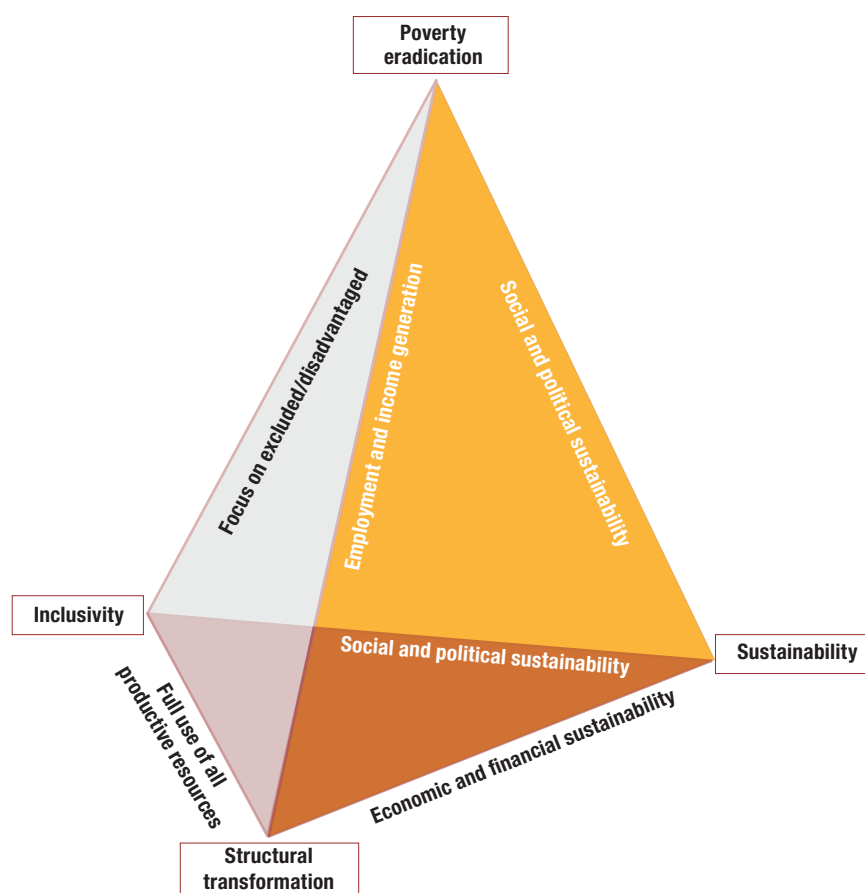 Poverty
eradication
Focus on excluded/disadvantaged
Employment and income generation
Social and political sustainability
Inclusivity
Social and political sustainability
Sustainability
Full use of all
productive resources
Economic and financial sustainability
Structural
transformation